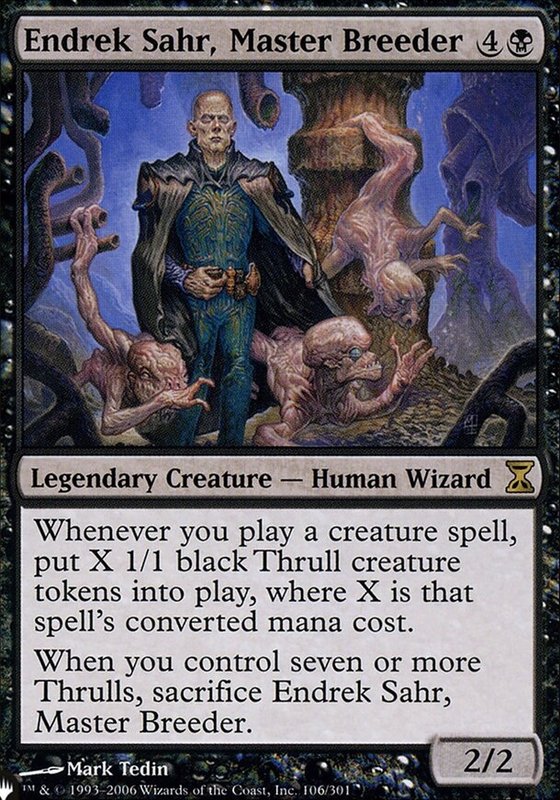 Endrek Sahr, Master Breeder 4
Legendary Creature — Human Wizard
Whenever you play a creature spell,
put X 1/1 black Thrull creature
tokens into play, where X is that
spell's converted mana cost.
When you control seven or more
Thrulls, sacrifice Endrek Sahr,
Master Breeder.
2/2
Mark Tedin
™ & © 1993–2006 Wizards of the Coast, Inc. 106/301